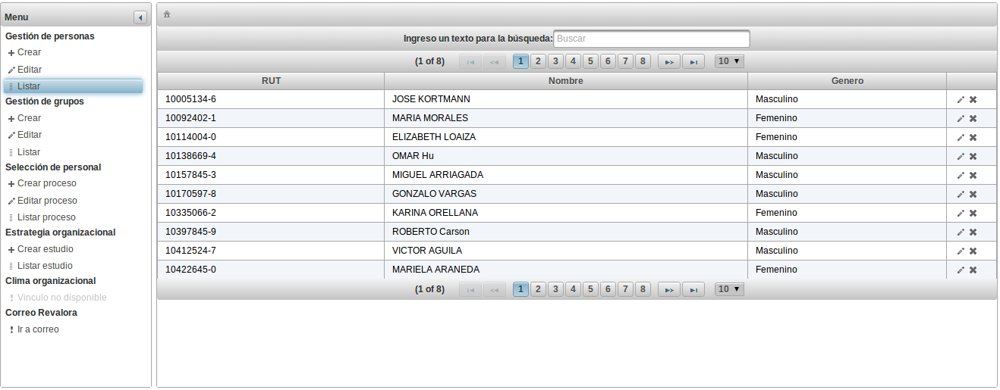 Menu
Gestión de personas
Crear
Editar
Listar
Gestión de grupos
Crear
Editar
Listar
Selección de personal
Crear proceso
Editar proceso
Listar proceso
Estrategia organizacional
Crear estudio
Listar estudio
Clima organizacional
Vinculo no disponible
Correo Revalora
Ir a correo
Ingreso un texto para la búsqueda: Buscar
(1 of 8) 1 2 3 4 5 6 7 8 10
RUT Nombre Genero
10005134-6 JOSE KORTMANN Masculino
10092402-1 MARIA MORALES Femenino
10114004-0 ELIZABETH LOAIZA Femenino
10138669-4 OMAR Hu Masculino
10157845-3 MIGUEL ARRIAGADA Masculino
10170597-8 GONZALO VARGAS Masculino
10335066-2 KARINA ORELLANA Femenino
10397845-9 ROBERTO Carson Masculino
10412524-7 VICTOR AGUILA Masculino
10422645-0 MARIELA ARANEDA Femenino
(1 of 8) 1 2 3 4 5 6 7 8 10